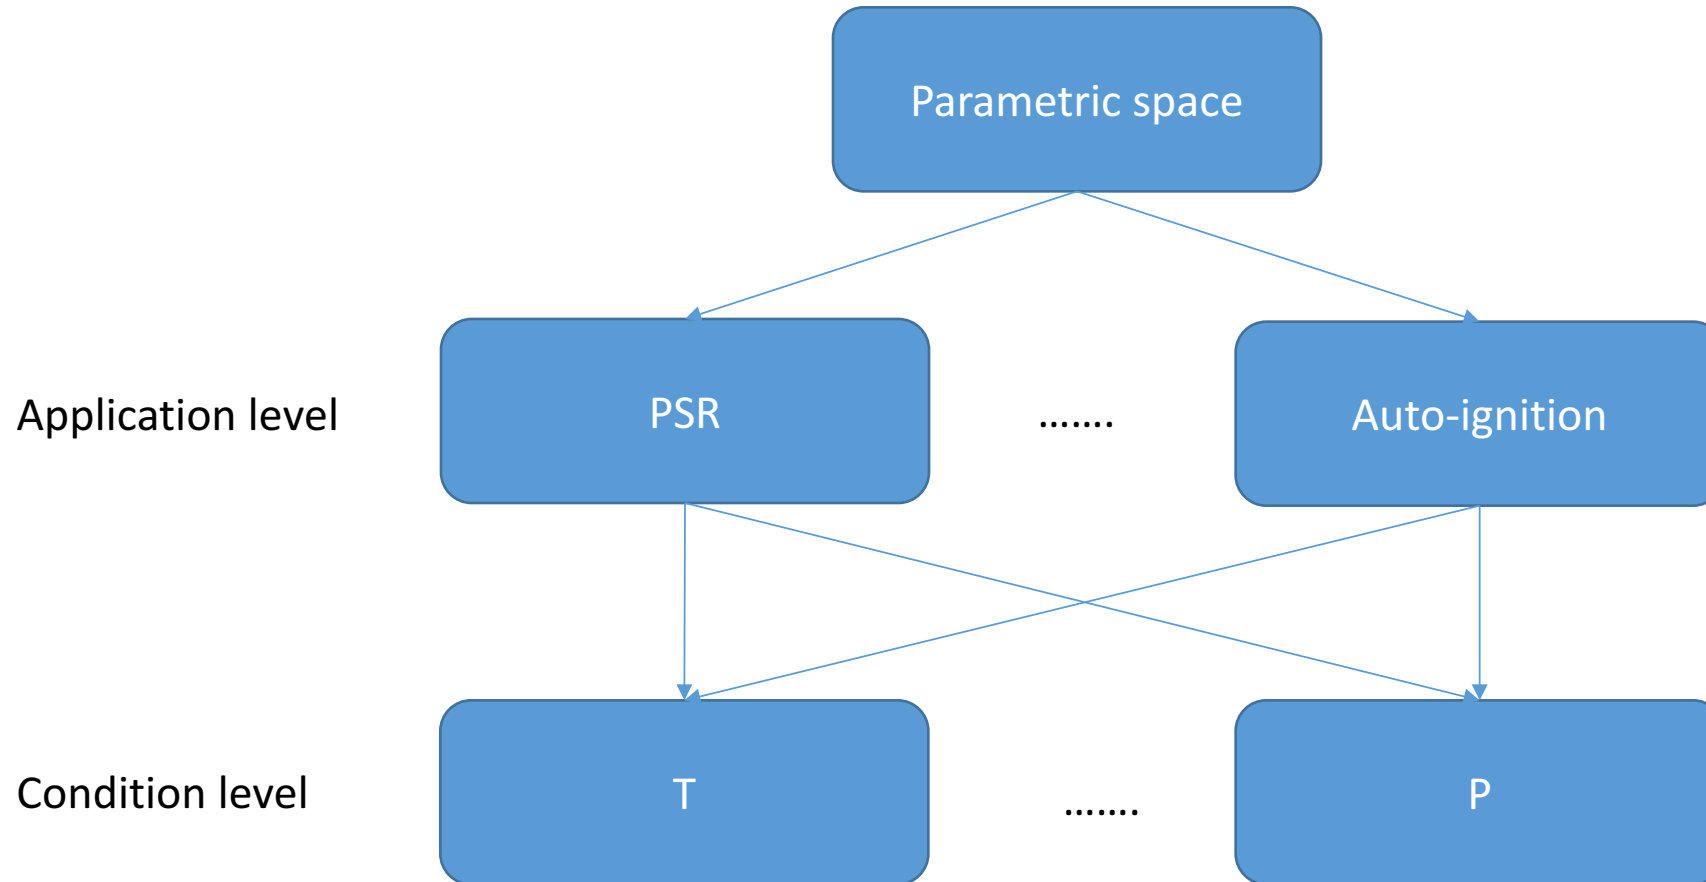 Parametric space
Application level
PSR
.......
Auto-ignition
Condition level
T
.......
P